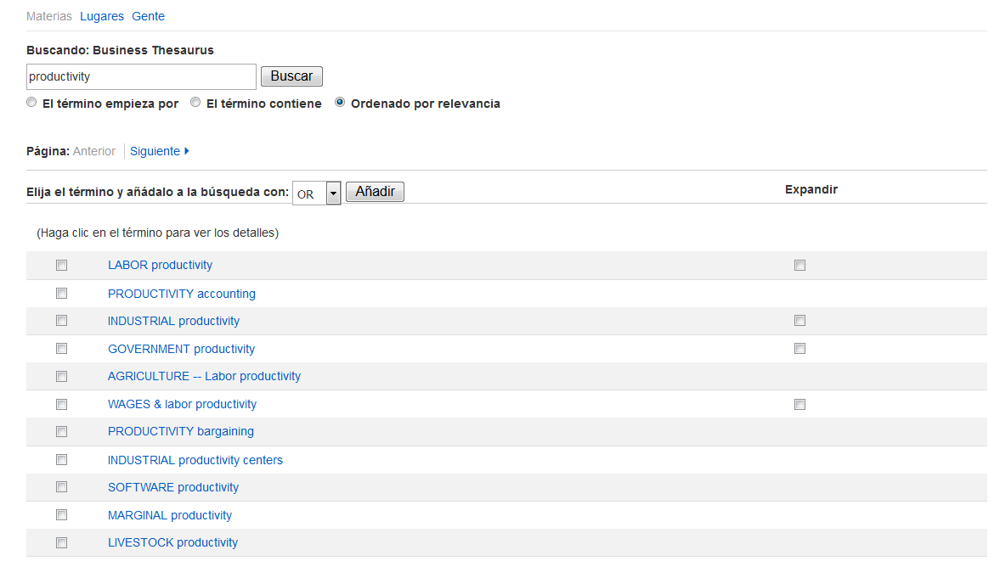 Materias Lugares Gente
Buscando: Business Thesaurus
productivity Buscar
El término empieza por El término contiene Ordenado por relevancia
Página: Anterior Siguiente
Elija el término y añádalo a la búsqueda con: OR Añadir Expandir
(Haga clic en el término para ver los detalles)
LABOR productivity
PRODUCTIVITY accounting
INDUSTRIAL productivity
GOVERNMENT productivity
AGRICULTURE -- Labor productivity
WAGES & labor productivity
PRODUCTIVITY bargaining
INDUSTRIAL productivity centers
SOFTWARE productivity
MARGINAL productivity
LIVESTOCK productivity